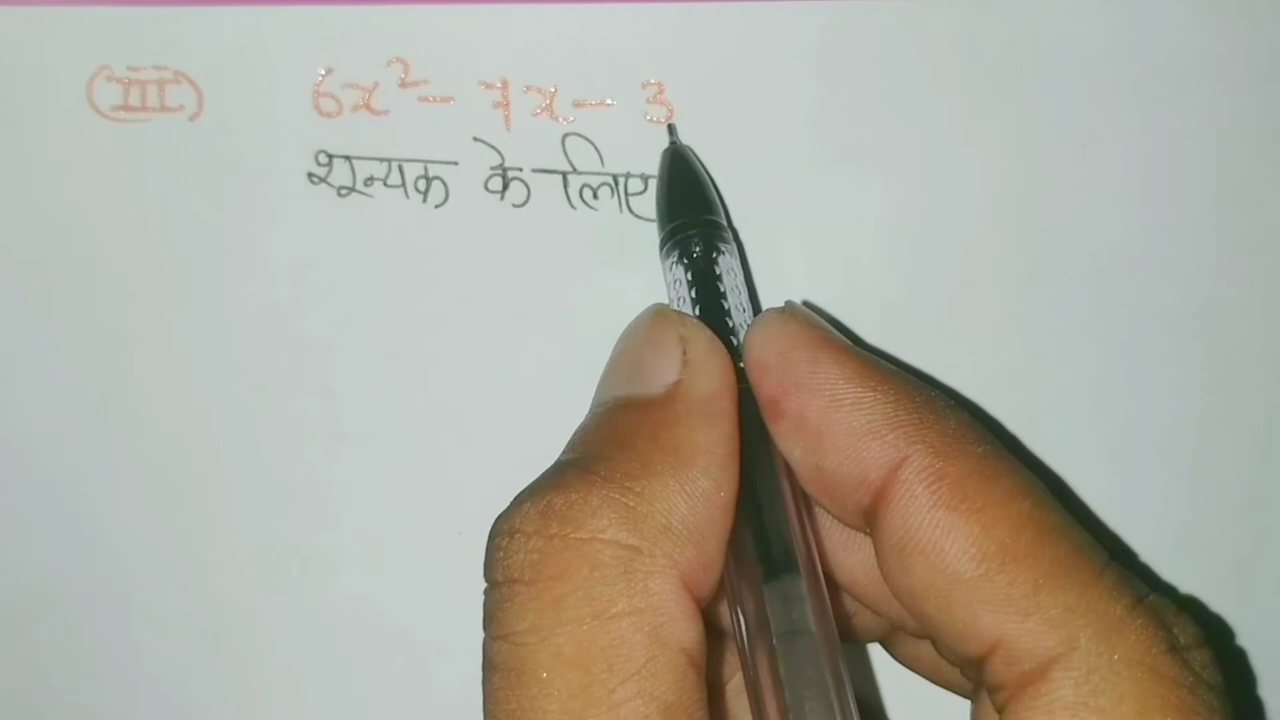 (III) 6x² - 7x - 3
शून्यक के लिए